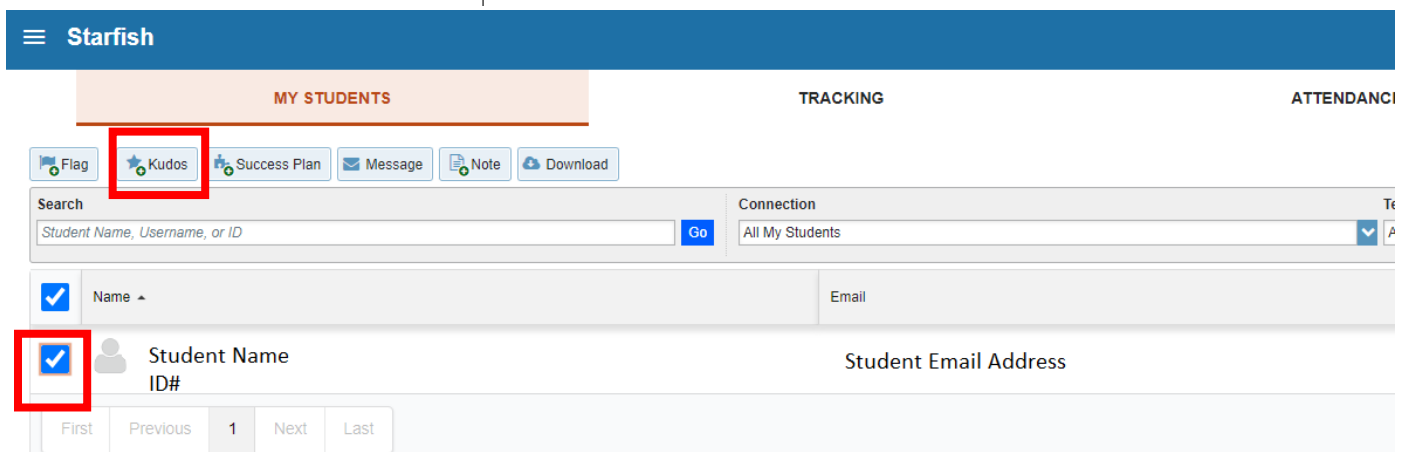 Starfish
MY STUDENTS TRACKING ATTENDANC
Flag Kudos Success Plan Message Note Download
Search Connection Te
Student Name, Username, or ID Go All My Students A
Name Email
Student Name Student Email Address
ID#
First Previous 1 Next Last